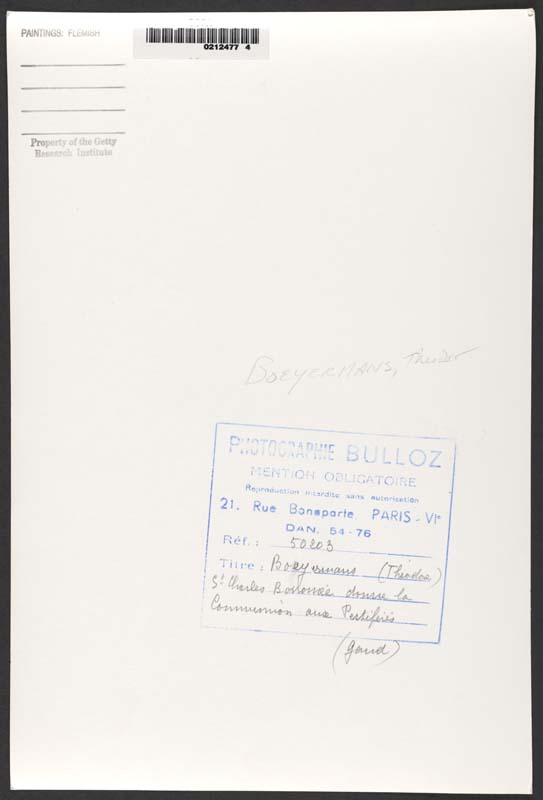 PAINTINGS: FLEMISH
0212477 4
Property of the Getty
Research Institute
BOEYERMANS, Theodor
PHOTOGRAPHIE BULLOZ
MENTION OBLIGATOIRE
Reproduction interdite sans autorisation
21, Rue Bonaparte, PARIS-VIe
DAN. 54-76
Réf.: 50203
Titre: Boeyermans (Théodore)
St Charles Borromée donne la
Communion aux Pestiférés
(Gand)